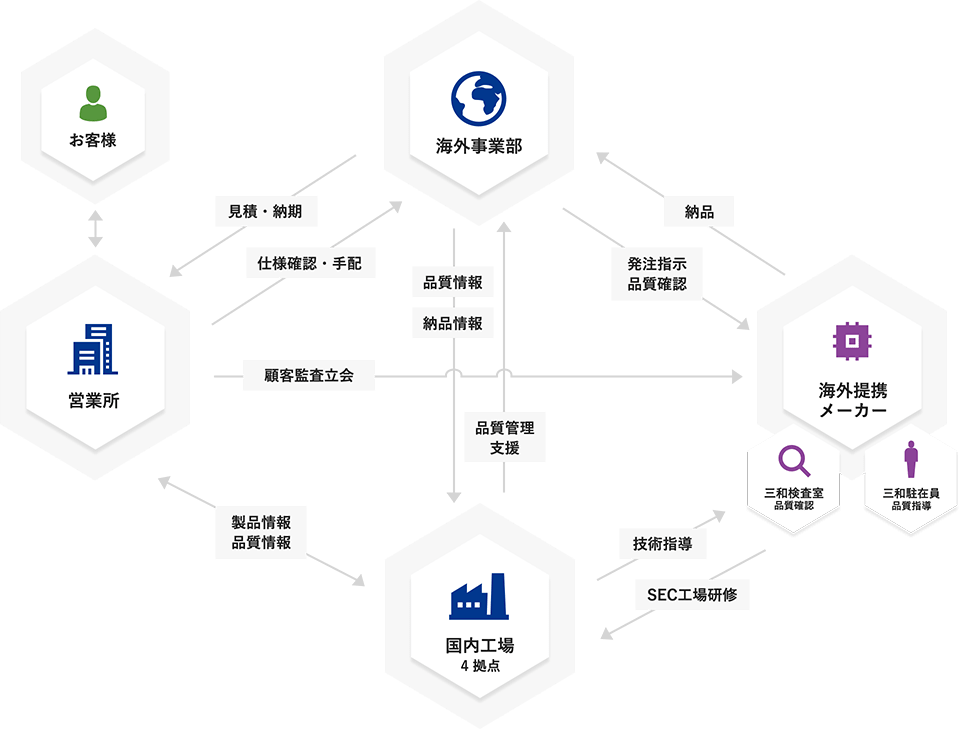 お客様
海外事業部
見積・納期
納品
仕様確認・手配
発注指示
品質確認
品質情報
納品情報
営業所
顧客監査立会
海外提携
メーカー
品質管理
支援
三和検査室
品質確認
三和駐在員
品質指導
製品情報
品質情報
技術指導
SEC工場研修
国内工場
4 拠点